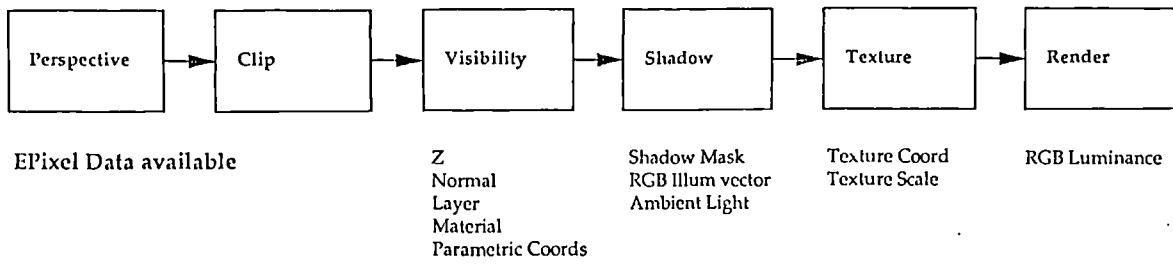 Perspective
Clip
Visibility
Shadow
Texture
Render
EPixel Data available
Z
Normal
Layer
Material
Parametric Coords
Shadow Mask
RGB Illum vector
Ambient Light
Texture Coord
Texture Scale
RGB Luminance